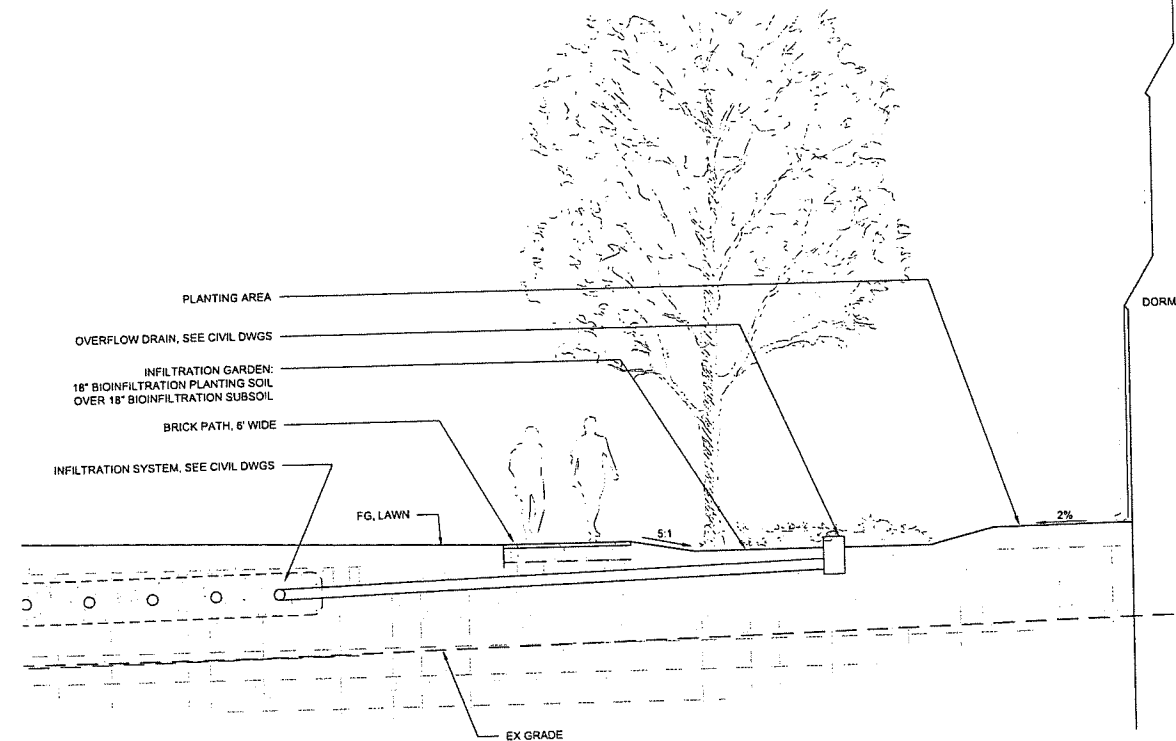 PLANTING AREA
DORM
OVERFLOW DRAIN, SEE CIVIL DWGS
INFILTRATION GARDEN:
18" BIOINFILTRATION PLANTING SOIL
OVER 18" BIOINFILTRATION SUBSOIL
BRICK PATH, 6' WIDE
INFILTRATION SYSTEM, SEE CIVIL DWGS
FG, LAWN
5:1
2%
EX GRADE